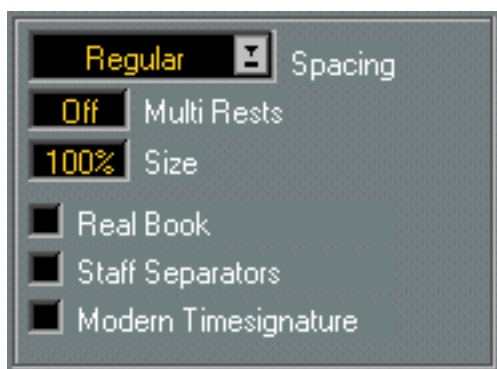 Regular Spacing
Off Multi Rests
100% Size
Real Book
Staff Separators
Modern Timesignature